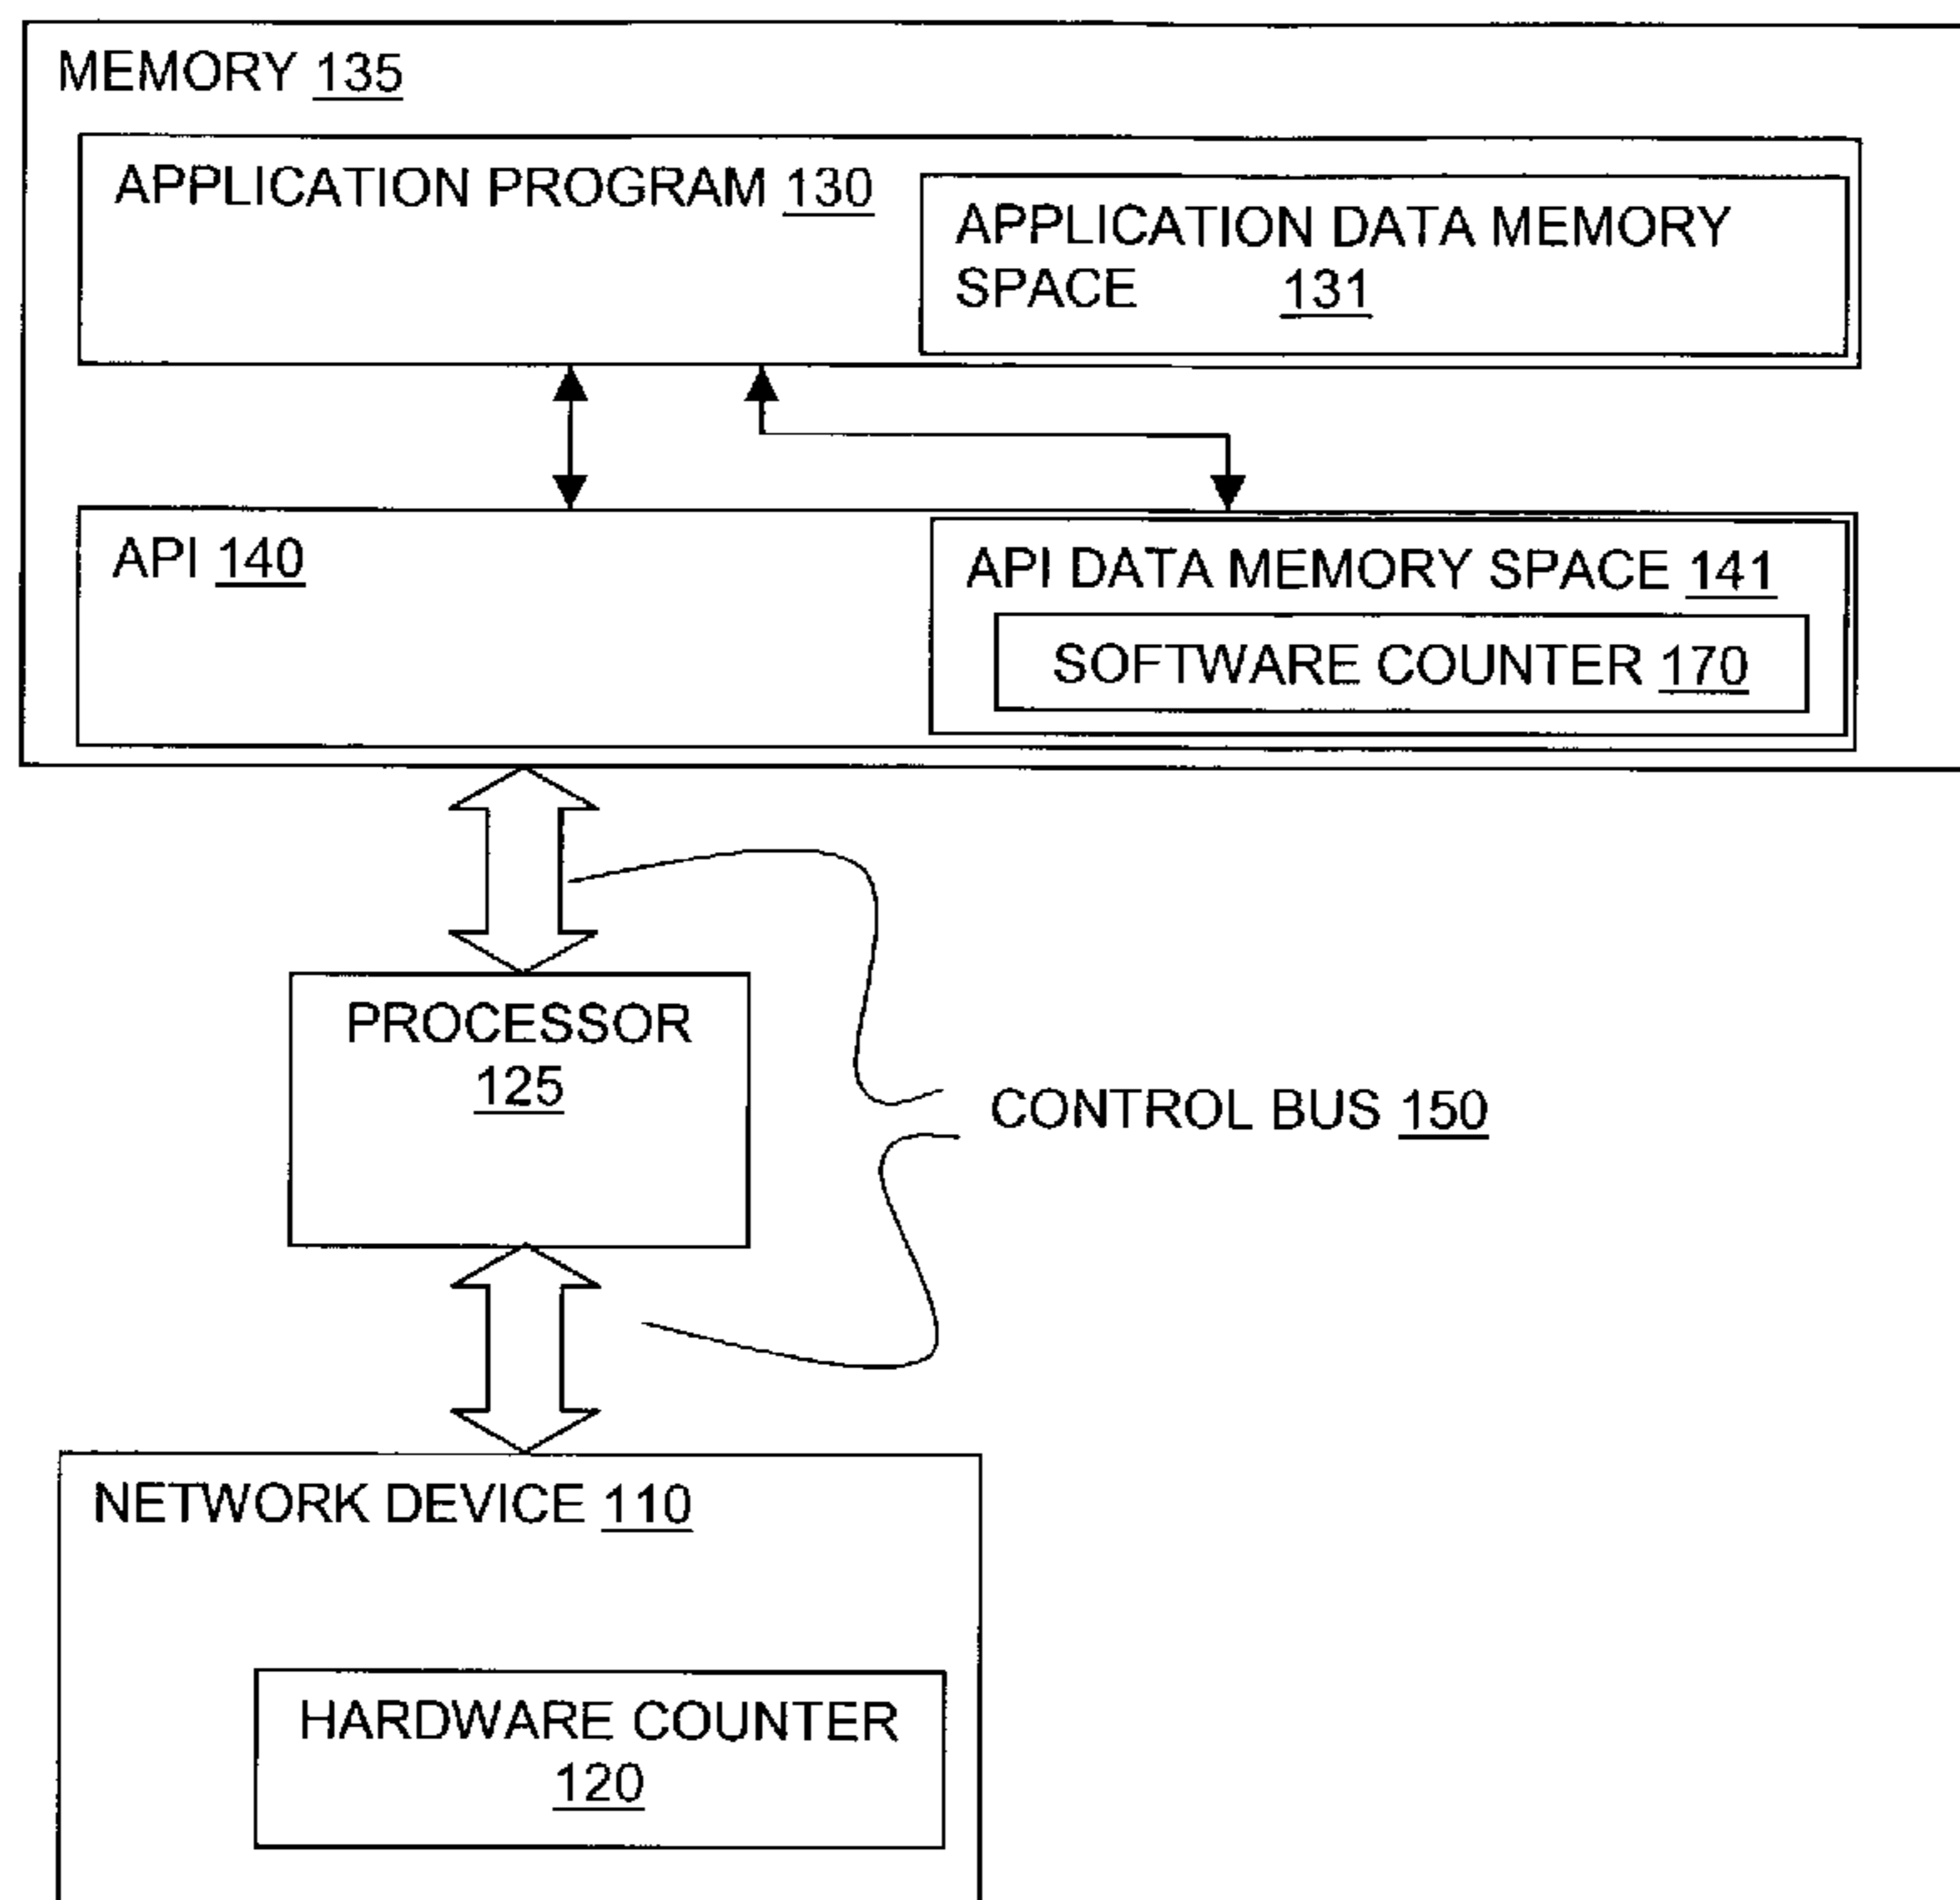 MEMORY 135
APPLICATION PROGRAM 130
APPLICATION DATA MEMORY
SPACE 131
API 140
API DATA MEMORY SPACE 141
SOFTWARE COUNTER 170
PROCESSOR
125
CONTROL BUS 150
NETWORK DEVICE 110
HARDWARE COUNTER
120